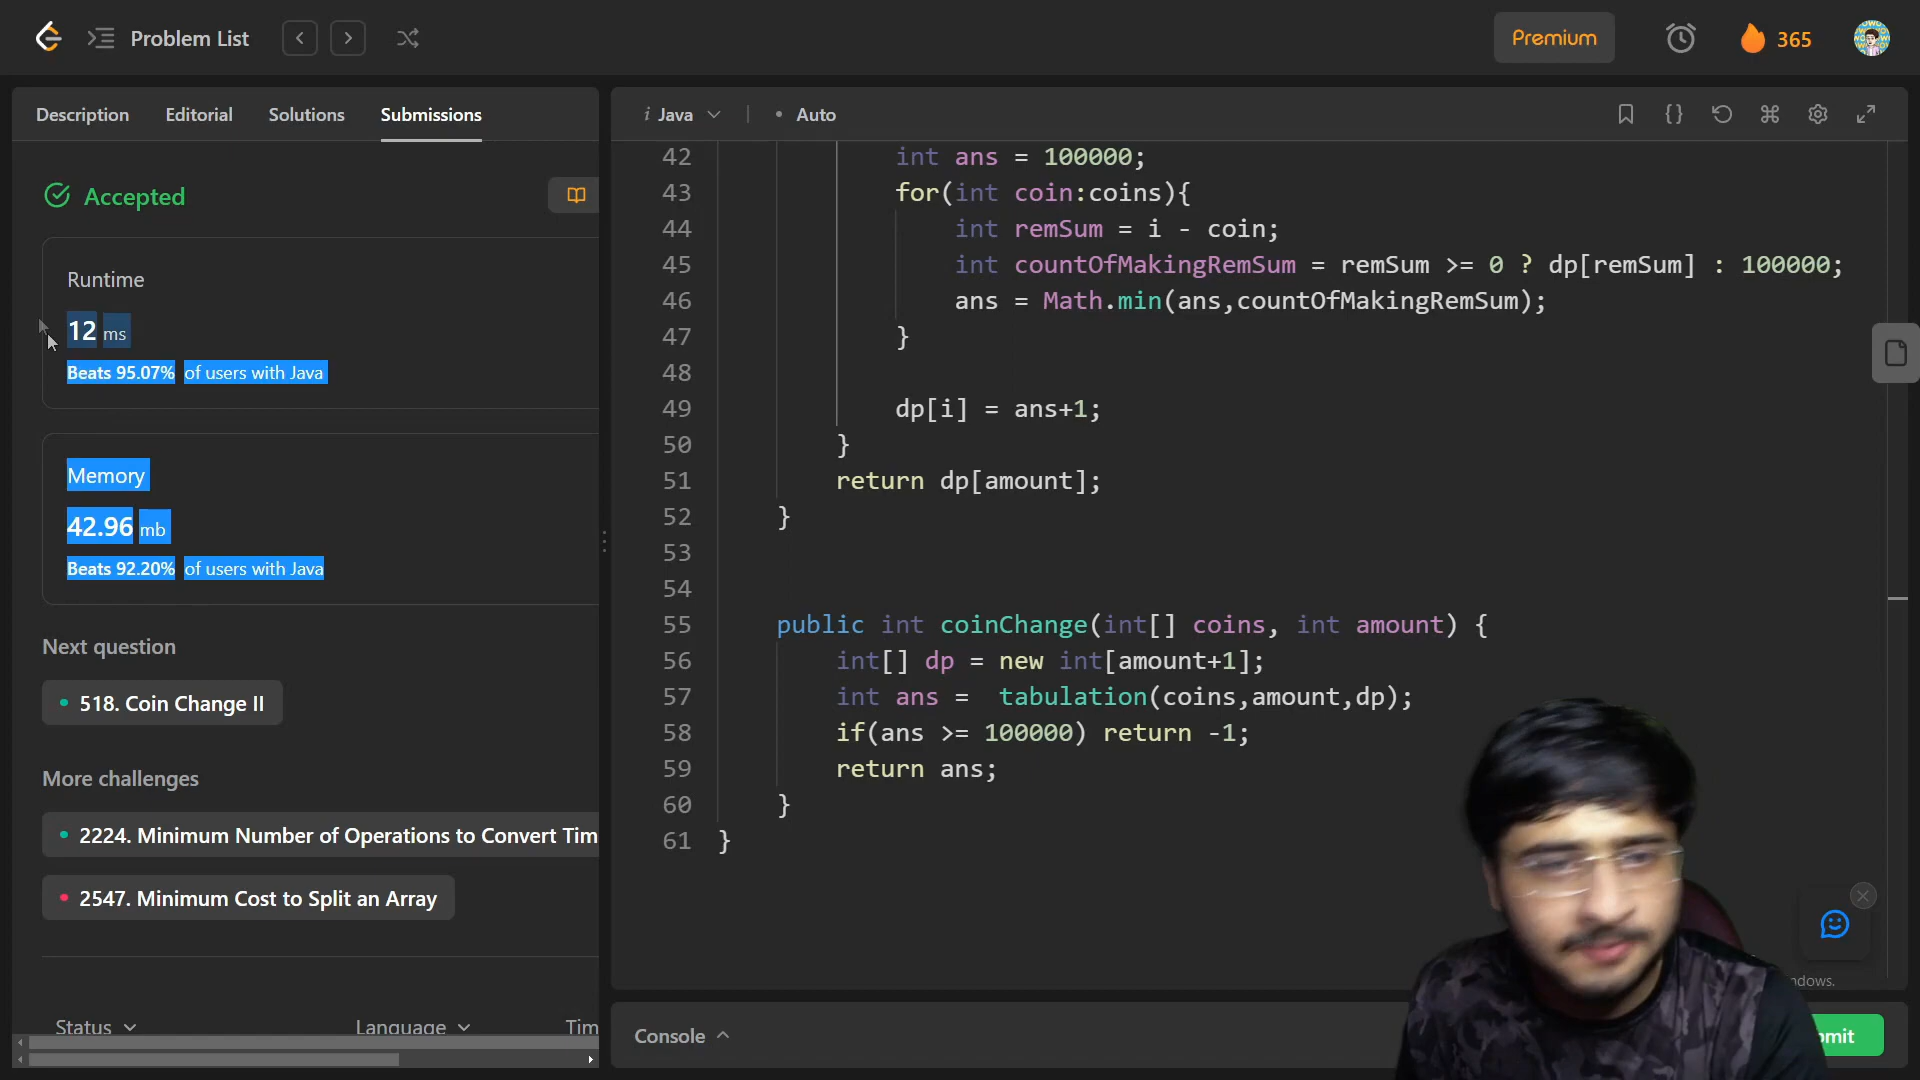 Problem List
Premium
365
Description Editorial Solutions Submissions
Accepted
Runtime
12 ms
Beats 95.07% of users with Java
Memory
42.96 mb
Beats 92.20% of users with Java
Next question
518. Coin Change II
More challenges
2224. Minimum Number of Operations to Convert Tim
2547. Minimum Cost to Split an Array
Status Language Tim
i Java • Auto
42 int ans = 100000;
43 for(int coin:coins){
44 int remSum = i - coin;
45 int countOfMakingRemSum = remSum >= 0 ? dp[remSum] : 100000;
46 ans = Math.min(ans,countOfMakingRemSum);
47 }
48
49 dp[i] = ans+1;
50 }
51 return dp[amount];
52 }
53
54
55 public int coinChange(int[] coins, int amount) {
56 int[] dp = new int[amount+1];
57 int ans =  tabulation(coins,amount,dp);
58 if(ans >= 100000) return -1;
59 return ans;
60 }
61 }
ndows.
Console
mit